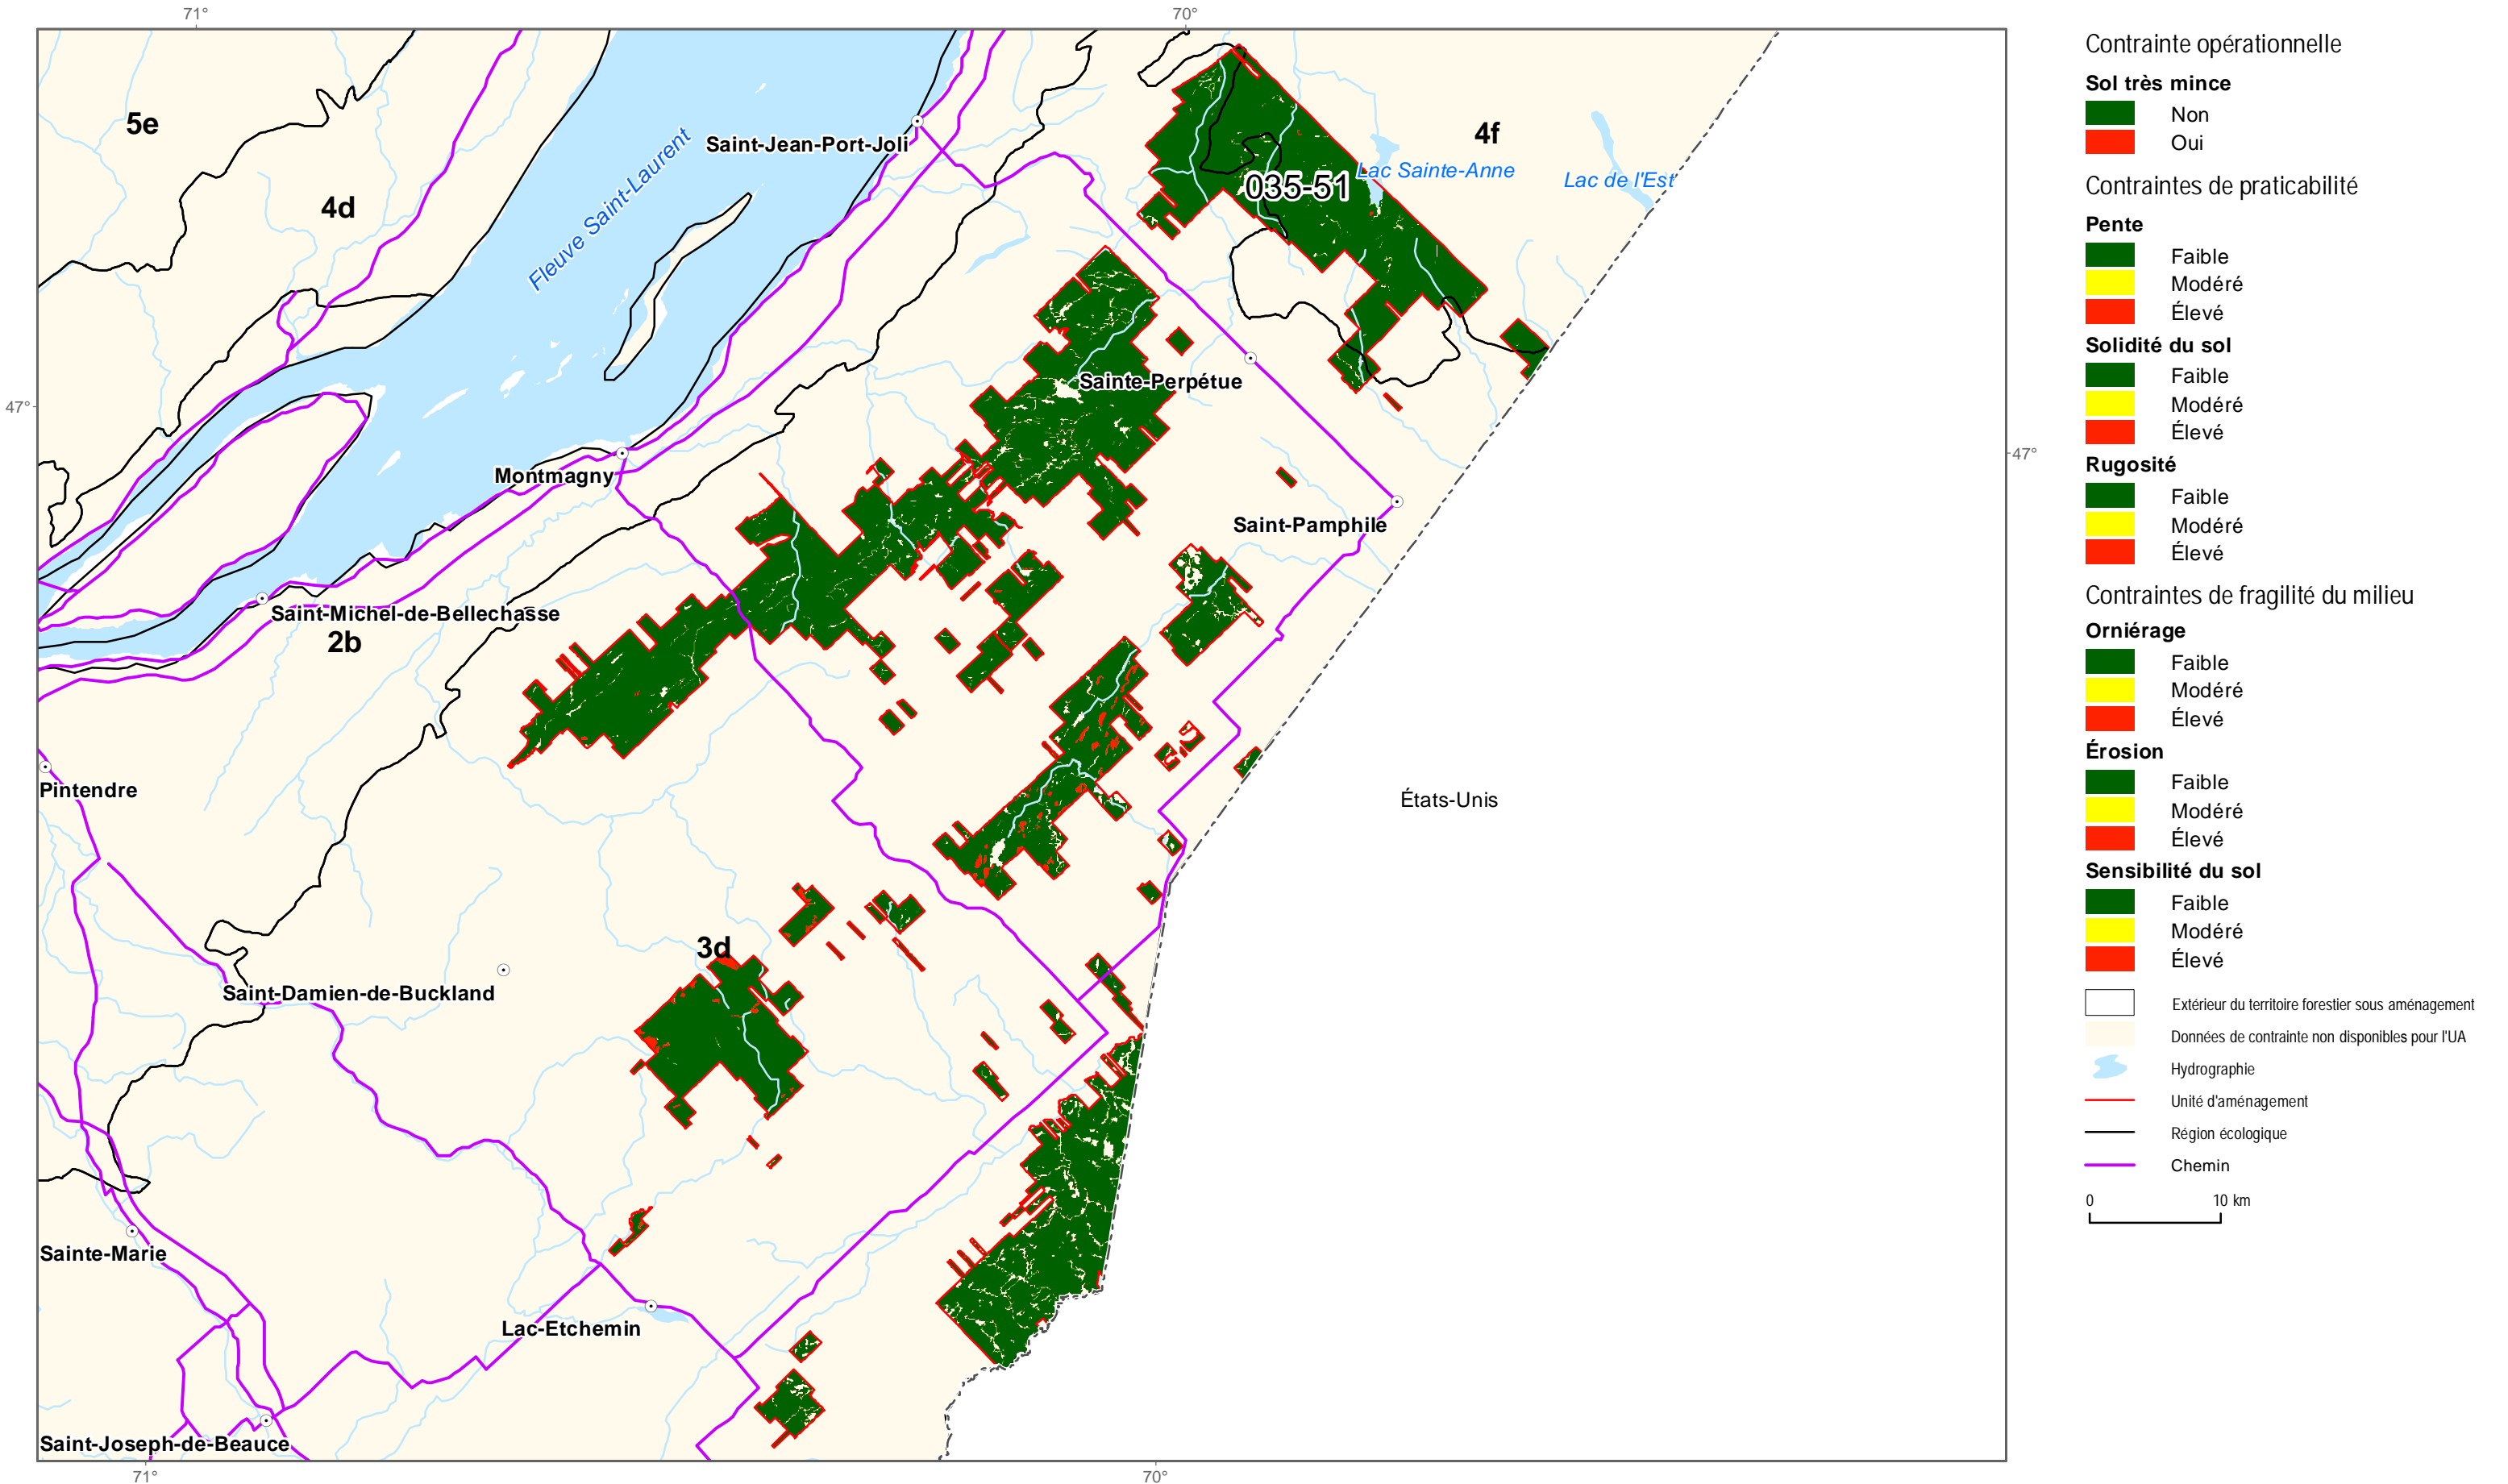 71°
70°
5e
4d
Fleuve Saint-Laurent
Saint-Jean-Port-Joli
4f
Lac Sainte-Anne
Lac de l'Est
035-51
Sainte-Perpétue
47°
47°
Montmagny
Saint-Pamphile
Saint-Michel-de-Bellechasse
2b
Pintendre
États-Unis
3d
Saint-Damien-de-Buckland
Sainte-Marie
Lac-Etchemin
Saint-Joseph-de-Beauce
71°
70°
Contrainte opérationnelle
Sol très mince
Non
Oui
Contraintes de praticabilité
Pente
Faible
Modéré
Élevé
Solidité du sol
Faible
Modéré
Élevé
Rugosité
Faible
Modéré
Élevé
Contraintes de fragilité du milieu
Orniérage
Faible
Modéré
Élevé
Érosion
Faible
Modéré
Élevé
Sensibilité du sol
Faible
Modéré
Élevé
Extérieur du territoire forestier sous aménagement
Données de contrainte non disponibles pour l'UA
Hydrographie
Unité d'aménagement
Région écologique
Chemin
0 10 km